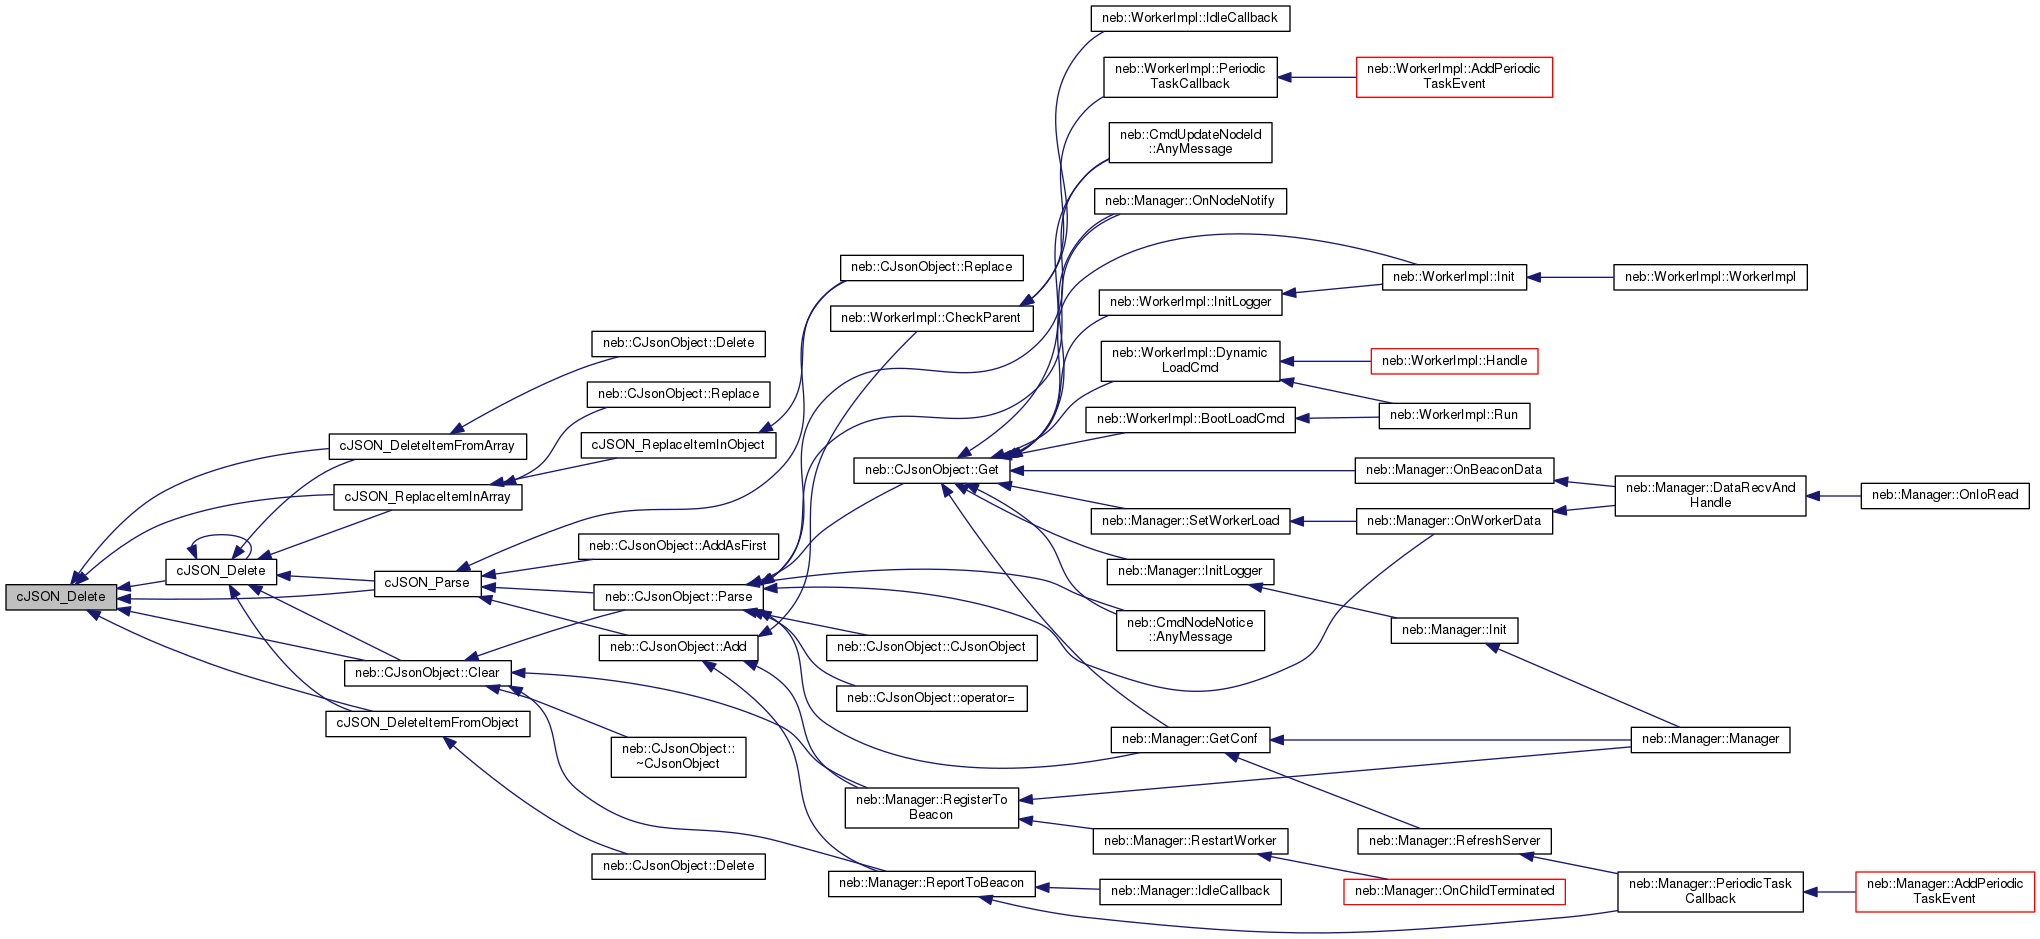 neb::WorkerImpl::IdleCallback
neb::WorkerImpl::Periodic
TaskCallback
neb::WorkerImpl::AddPeriodic
TaskEvent
neb::CmdUpdateNodeId
::AnyMessage
neb::Manager::OnNodeNotify
neb::CJsonObject::Replace
neb::WorkerImpl::Init
neb::WorkerImpl::WorkerImpl
neb::WorkerImpl::InitLogger
neb::WorkerImpl::CheckParent
neb::CJsonObject::Delete
neb::WorkerImpl::Dynamic
LoadCmd
neb::WorkerImpl::Handle
neb::CJsonObject::Replace
neb::WorkerImpl::BootLoadCmd
neb::WorkerImpl::Run
cJSON_DeleteItemFromArray
cJSON_ReplaceItemInObject
neb::CJsonObject::Get
neb::Manager::OnBeaconData
cJSON_ReplaceItemInArray
neb::Manager::DataRecvAnd
Handle
neb::Manager::OnIoRead
neb::Manager::SetWorkerLoad
neb::Manager::OnWorkerData
neb::CJsonObject::AddAsFirst
cJSON_Delete
cJSON_Parse
neb::Manager::InitLogger
cJSON_Delete
neb::CJsonObject::Parse
neb::CmdNodeNotice
::AnyMessage
neb::Manager::Init
neb::CJsonObject::Add
neb::CJsonObject::CJsonObject
neb::CJsonObject::Clear
neb::CJsonObject::operator=
cJSON_DeleteItemFromObject
neb::Manager::GetConf
neb::Manager::Manager
neb::CJsonObject::
~CJsonObject
neb::Manager::RegisterTo
Beacon
neb::Manager::RestartWorker
neb::Manager::RefreshServer
neb::CJsonObject::Delete
neb::Manager::ReportToBeacon
neb::Manager::IdleCallback
neb::Manager::OnChildTerminated
neb::Manager::PeriodicTask
Callback
neb::Manager::AddPeriodic
TaskEvent